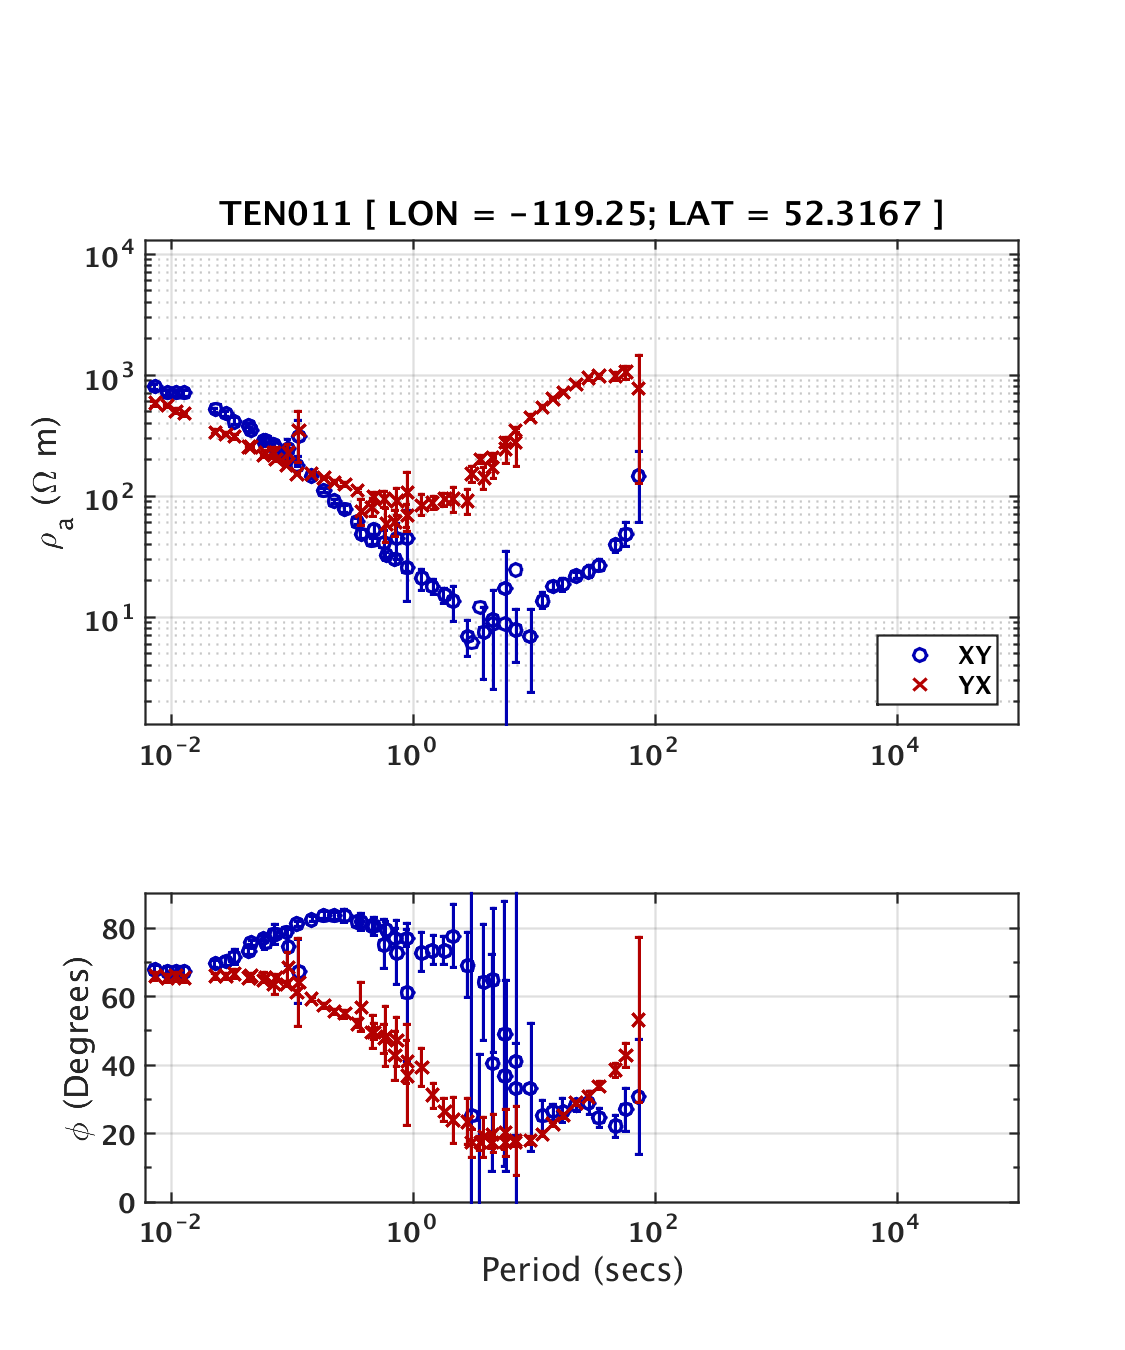 TEN011 [ LON = -119.25; LAT = 52.3167 ]
10^4
10^3
10^2
10^1
ρ_a (Ω m)
XY
YX
10^-2 10^0 10^2 10^4
80
60
40
20
0
ϕ (Degrees)
10^-2 10^0 10^2 10^4
Period (secs)